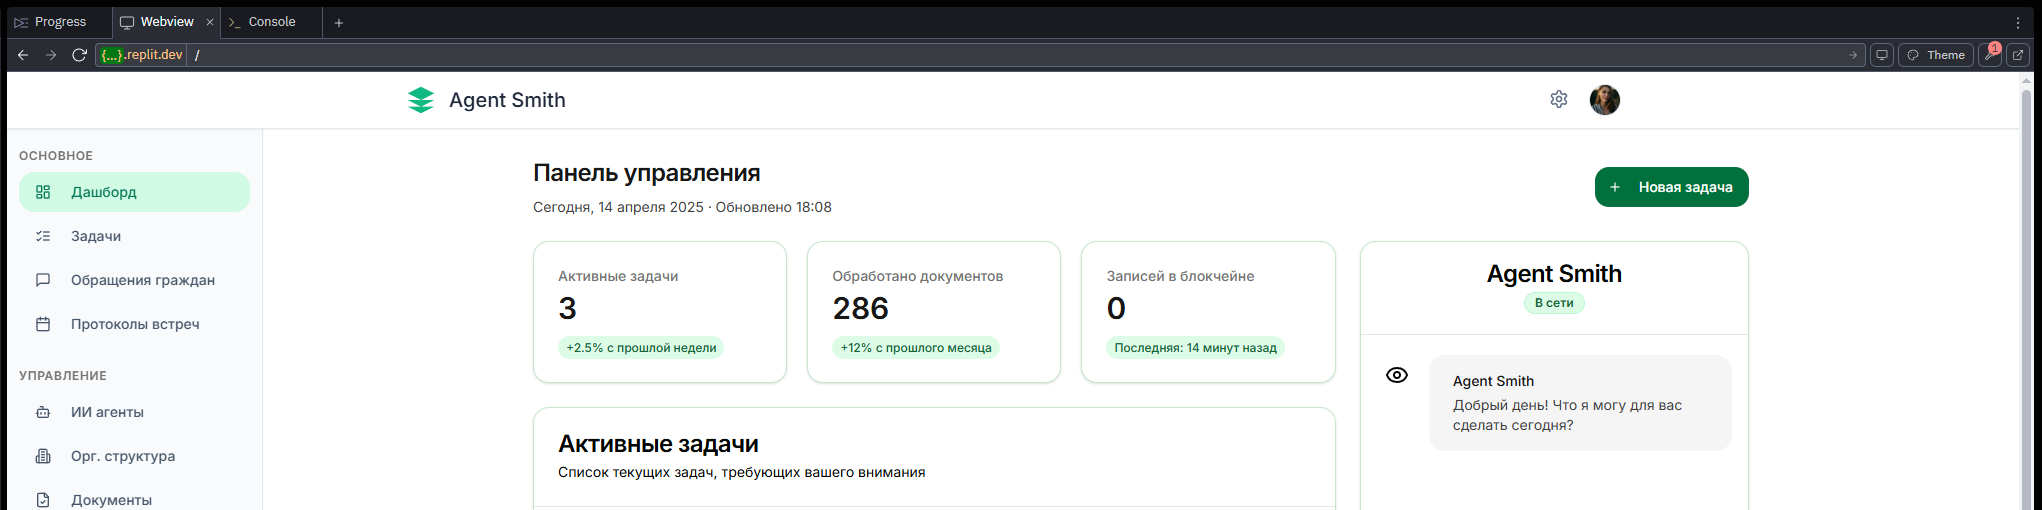 Progress
Webview
Console
{...}.replit.dev /
Theme
1
Agent Smith
ОСНОВНОЕ
Дашборд
Задачи
Обращения граждан
Протоколы встреч
УПРАВЛЕНИЕ
ИИ агенты
Орг. структура
Документы
Панель управления
Сегодня, 14 апреля 2025 · Обновлено 18:08
+ Новая задача
Активные задачи
3
+2.5% с прошлой недели
Обработано документов
286
+12% с прошлого месяца
Записей в блокчейне
0
Последняя: 14 минут назад
Активные задачи
Список текущих задач, требующих вашего внимания
Agent Smith
В сети
Agent Smith
Добрый день! Что я могу для вас
сделать сегодня?